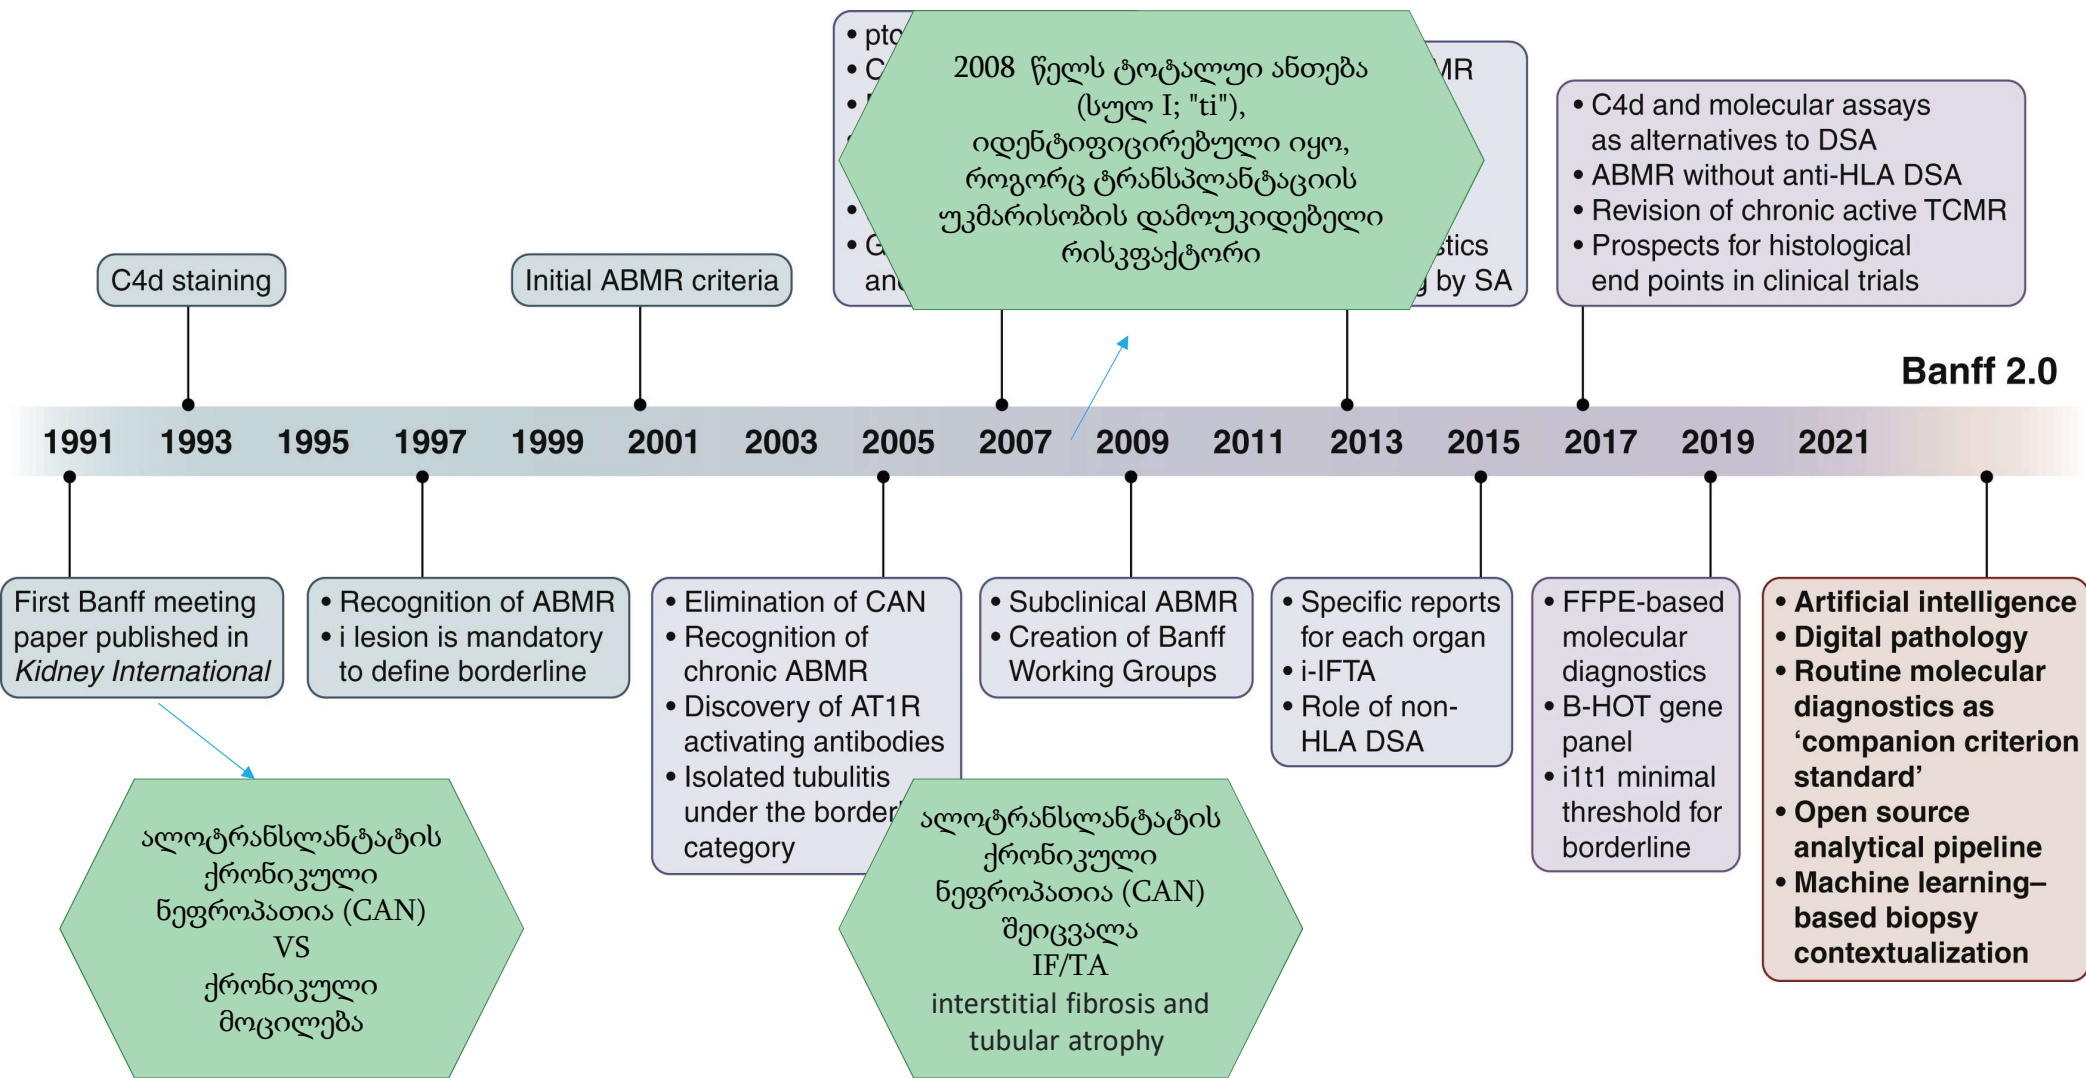 2008 წელს ტოტალუი ანთება
(სულ I; "ti"),
იდენტიფიცირებული იყო,
როგორც ტრანსპლანტაციის
უკმარისობის დამოუკიდებელი
რისკფაქტორი
by SA
• C4d and molecular assays
as alternatives to DSA
• ABMR without anti-HLA DSA
• Revision of chronic active TCMR
• Prospects for histological
end points in clinical trials
C4d staining
Initial ABMR criteria
Banff 2.0
1991 1993 1995 1997 1999 2001 2003 2005 2007 2009 2011 2013 2015 2017 2019 2021
First Banff meeting
paper published in
Kidney International
• Recognition of ABMR
• i lesion is mandatory
to define borderline
• Elimination of CAN
• Recognition of
chronic ABMR
• Discovery of AT1R
activating antibodies
• Isolated tubulitis
under the
category
• Subclinical ABMR
• Creation of Banff
Working Groups
• Specific reports
for each organ
• i-IFTA
• Role of non-
HLA DSA
• FFPE-based
molecular
diagnostics
• B-HOT gene
panel
• i1t1 minimal
threshold for
borderline
• Artificial intelligence
• Digital pathology
• Routine molecular
diagnostics as
‘companion criterion
standard’
• Open source
analytical pipeline
• Machine learning–
based biopsy
contextualization
ალოტრანსლანტატის
ქრონიკული
ნეფროპათია (CAN)
VS
ქრონიკული
მოცილება
ალოტრანსლანტატის
ქრონიკული
ნეფროპათია (CAN)
შეიცვალა
IF/TA
interstitial fibrosis and
tubular atrophy